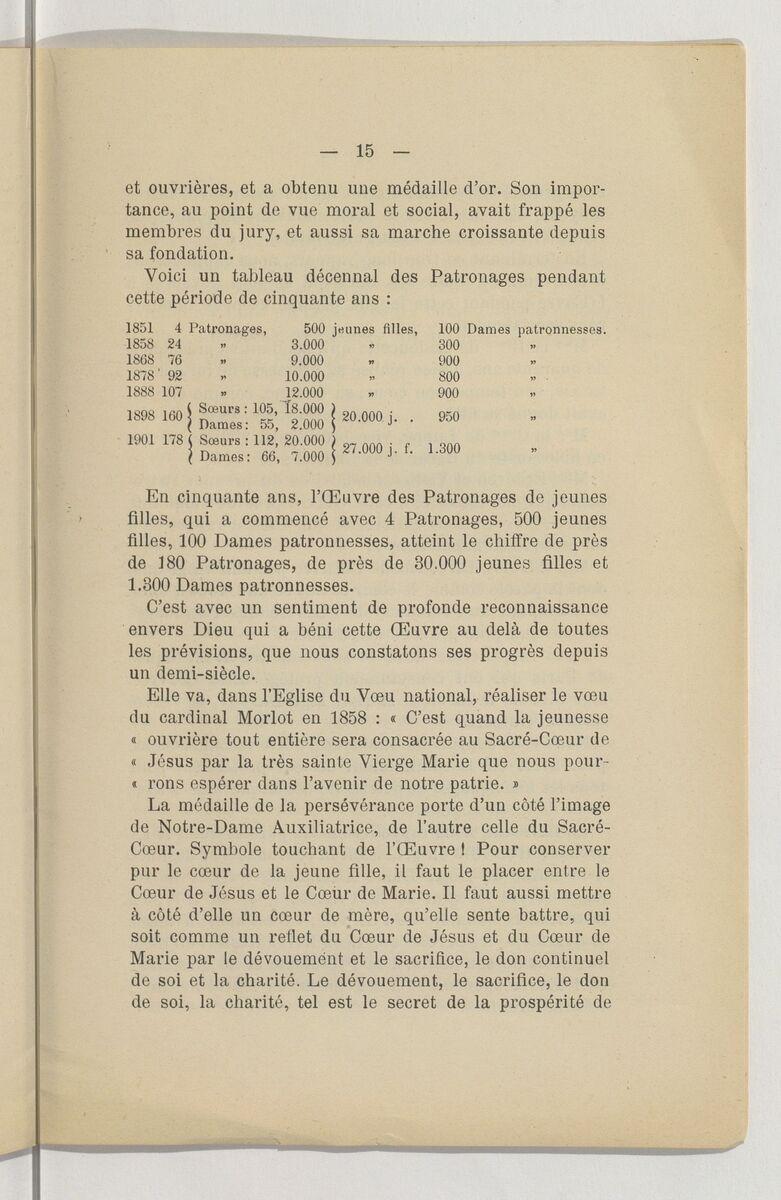 — 15 —
et ouvrières, et a obtenu une médaille d'or. Son impor-
tance, au point de vue moral et social, avait frappé les
membres du jury, et aussi sa marche croissante depuis
sa fondation.
Voici un tableau décennal des Patronages pendant
cette période de cinquante ans :
1851 4 Patronages, 500 jeunes filles, 100 Dames patronnesses.
1858 24 » 3.000 » 300 »
1868 76 » 9.000 » 900 »
1878 92 » 10.000 » 800 »
1888 107 » 12.000 » 900 »
1898 160 { Sœurs : 105, 18.000 } 20.000 j. . 950 »
{ Dames : 55, 2.000 }
1901 178 { Sœurs : 112, 20.000 } 27.000 j. f. 1.300 »
{ Dames : 66, 7.000 }
En cinquante ans, l'Œuvre des Patronages de jeunes
filles, qui a commencé avec 4 Patronages, 500 jeunes
filles, 100 Dames patronnesses, atteint le chiffre de près
de 180 Patronages, de près de 30.000 jeunes filles et
1.300 Dames patronnesses.
C'est avec un sentiment de profonde reconnaissance
envers Dieu qui a béni cette Œuvre au delà de toutes
les prévisions, que nous constatons ses progrès depuis
un demi-siècle.
Elle va, dans l'Eglise du Vœu national, réaliser le vœu
du cardinal Morlot en 1858 : « C'est quand la jeunesse
« ouvrière tout entière sera consacrée au Sacré-Cœur de
« Jésus par la très sainte Vierge Marie que nous pour-
« rons espérer dans l'avenir de notre patrie. »
La médaille de la persévérance porte d'un côté l'image
de Notre-Dame Auxiliatrice, de l'autre celle du Sacré-
Cœur. Symbole touchant de l'Œuvre ! Pour conserver
pur le cœur de la jeune fille, il faut le placer entre le
Cœur de Jésus et le Cœur de Marie. Il faut aussi mettre
à côté d'elle un cœur de mère, qu'elle sente battre, qui
soit comme un reflet du Cœur de Jésus et du Cœur de
Marie par le dévouement et le sacrifice, le don continuel
de soi et la charité. Le dévouement, le sacrifice, le don
de soi, la charité, tel est le secret de la prospérité de